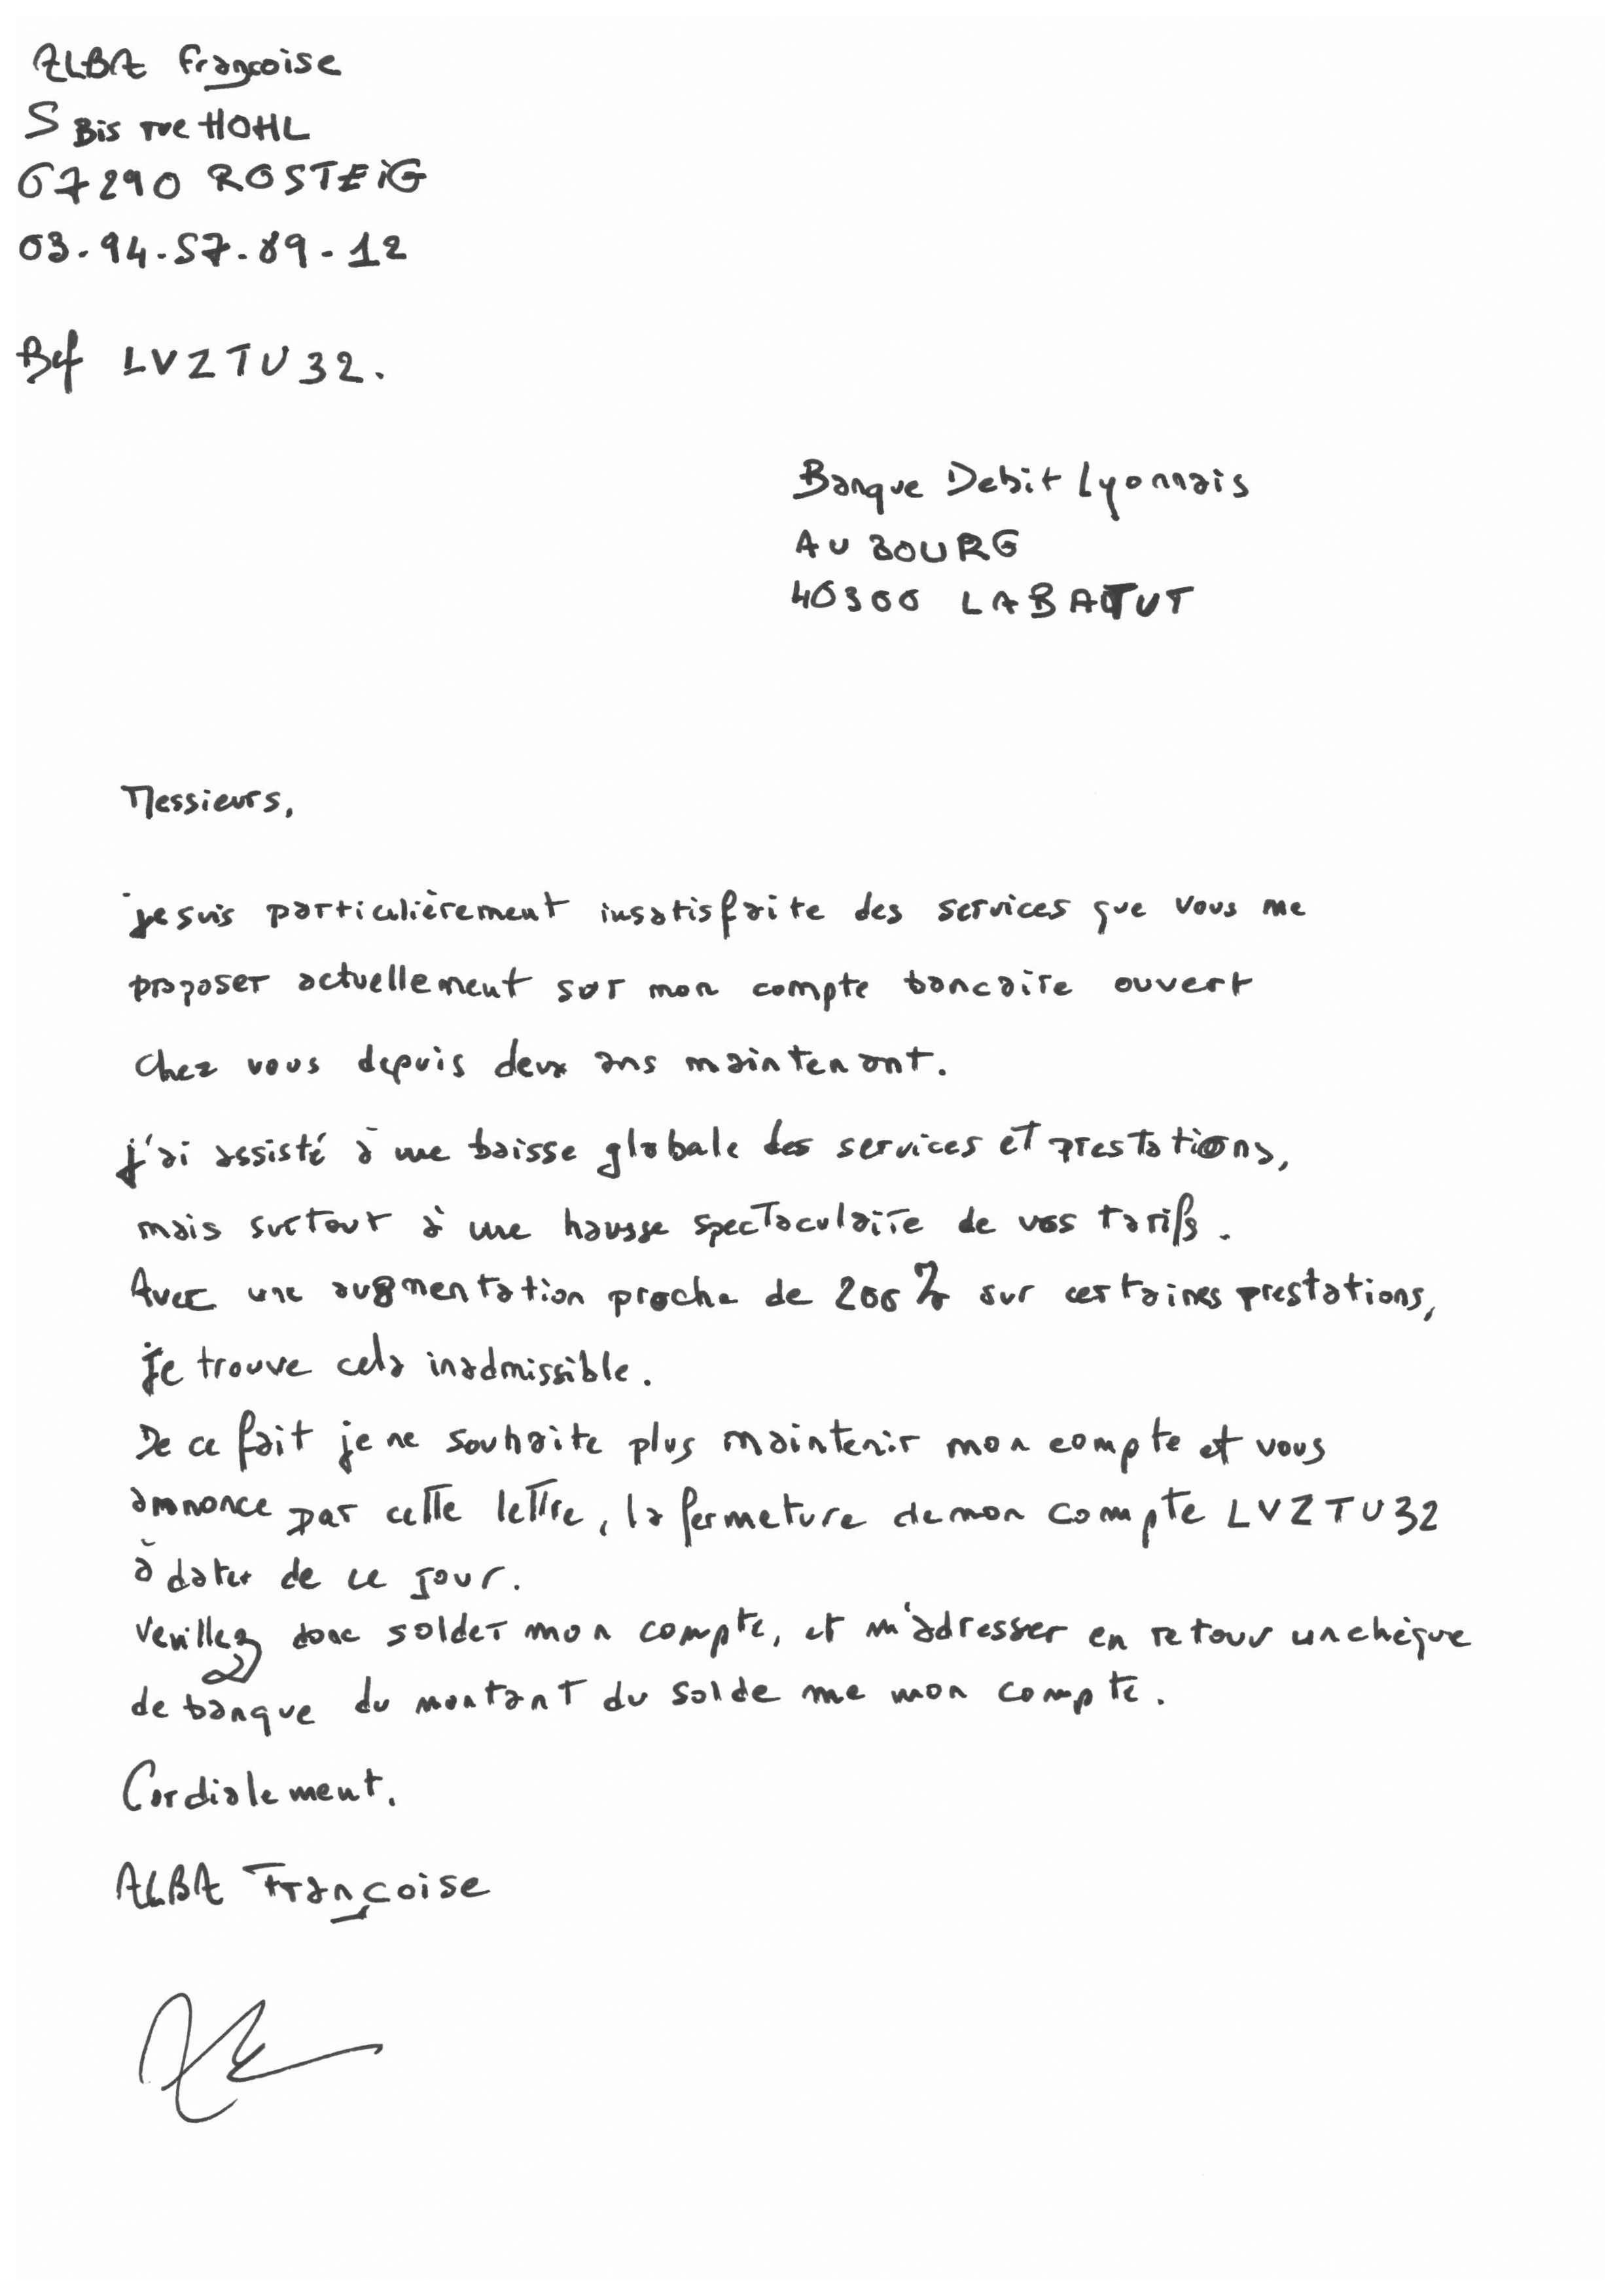 ALBA Françoise
5 Bis rue HOHL
67290 ROSTEIG
03.94.57.89.12
Ref LVZTU32.
Banque Debit Lyonnais
AU BOURG
40300 LABATUT
Messieurs,
je suis particulièrement insatisfaite des services que vous me
proposer actuellement sur mon compte bancaire ouvert
chez vous depuis deux ans maintenant.
j'ai assisté à une baisse globale des services et prestations,
mais surtout à une hausse spectaculaire de vos tarifs.
Avec une augmentation proche de 200% sur certaines prestations,
je trouve cela inadmissible.
De ce fait je ne souhaite plus maintenir mon compte et vous
annonce par cette lettre, la fermeture de mon compte LVZTU32
à dater de ce jour.
Veuillez donc solder mon compte, et m'adresser en retour un chèque
de banque du montant du solde me mon compte.
Cordialement.
ALBA Françoise